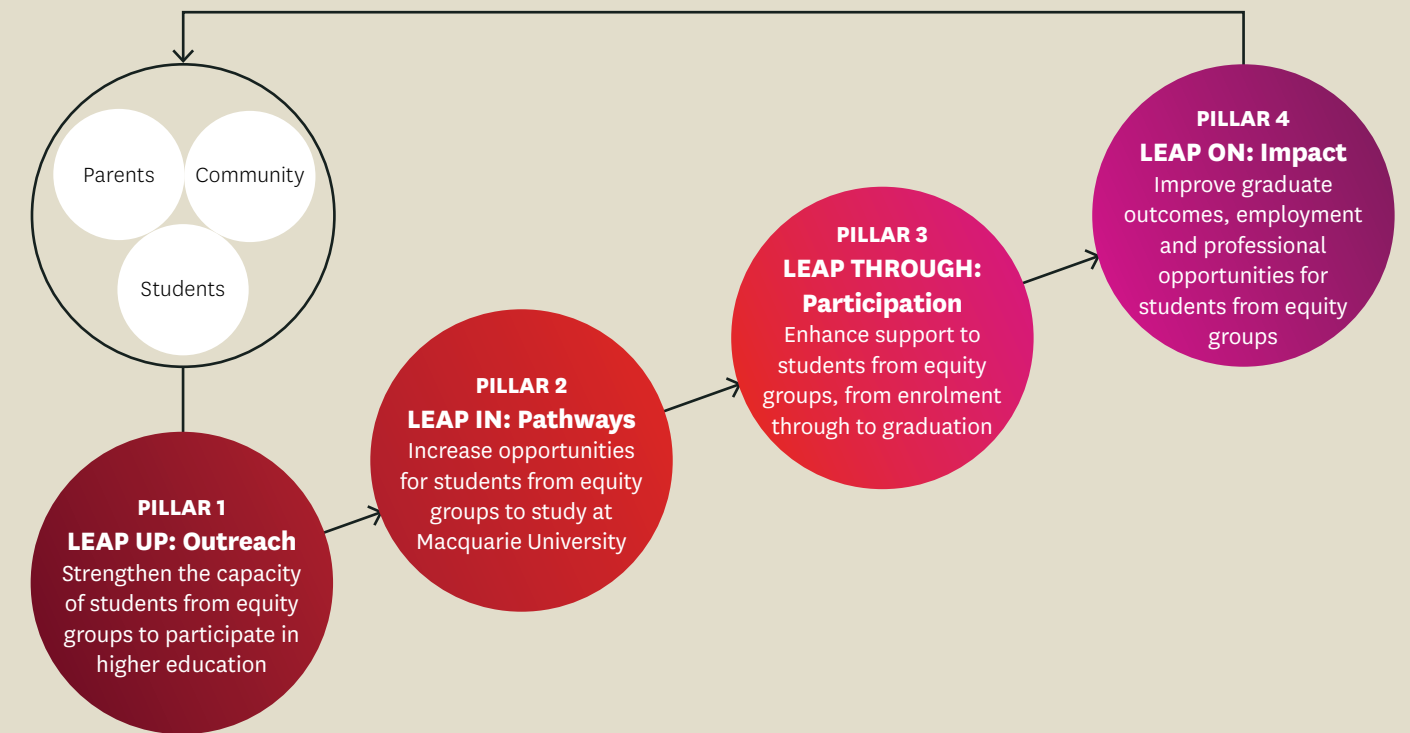 Parents
Community
Students
PILLAR 1
LEAP UP: Outreach
Strengthen the capacity
of students from equity
groups to participate in
higher education
PILLAR 2
LEAP IN: Pathways
Increase opportunities
for students from equity
groups to study at
Macquarie University
PILLAR 3
LEAP THROUGH:
Participation
Enhance support to
students from equity
groups, from enrolment
through to graduation
PILLAR 4
LEAP ON: Impact
Improve graduate
outcomes, employment
and professional
opportunities for
students from equity
groups